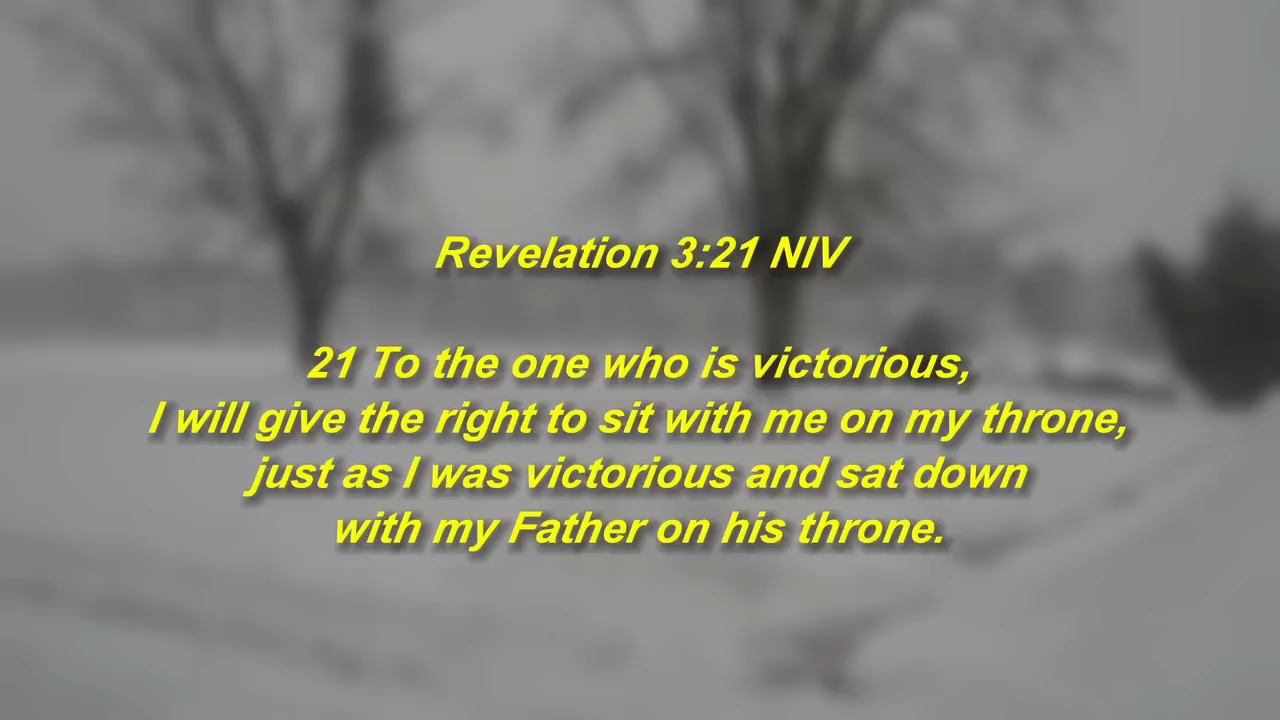 Revelation 3:21 NIV
21 To the one who is victorious,
I will give the right to sit with me on my throne,
just as I was victorious and sat down
with my Father on his throne.